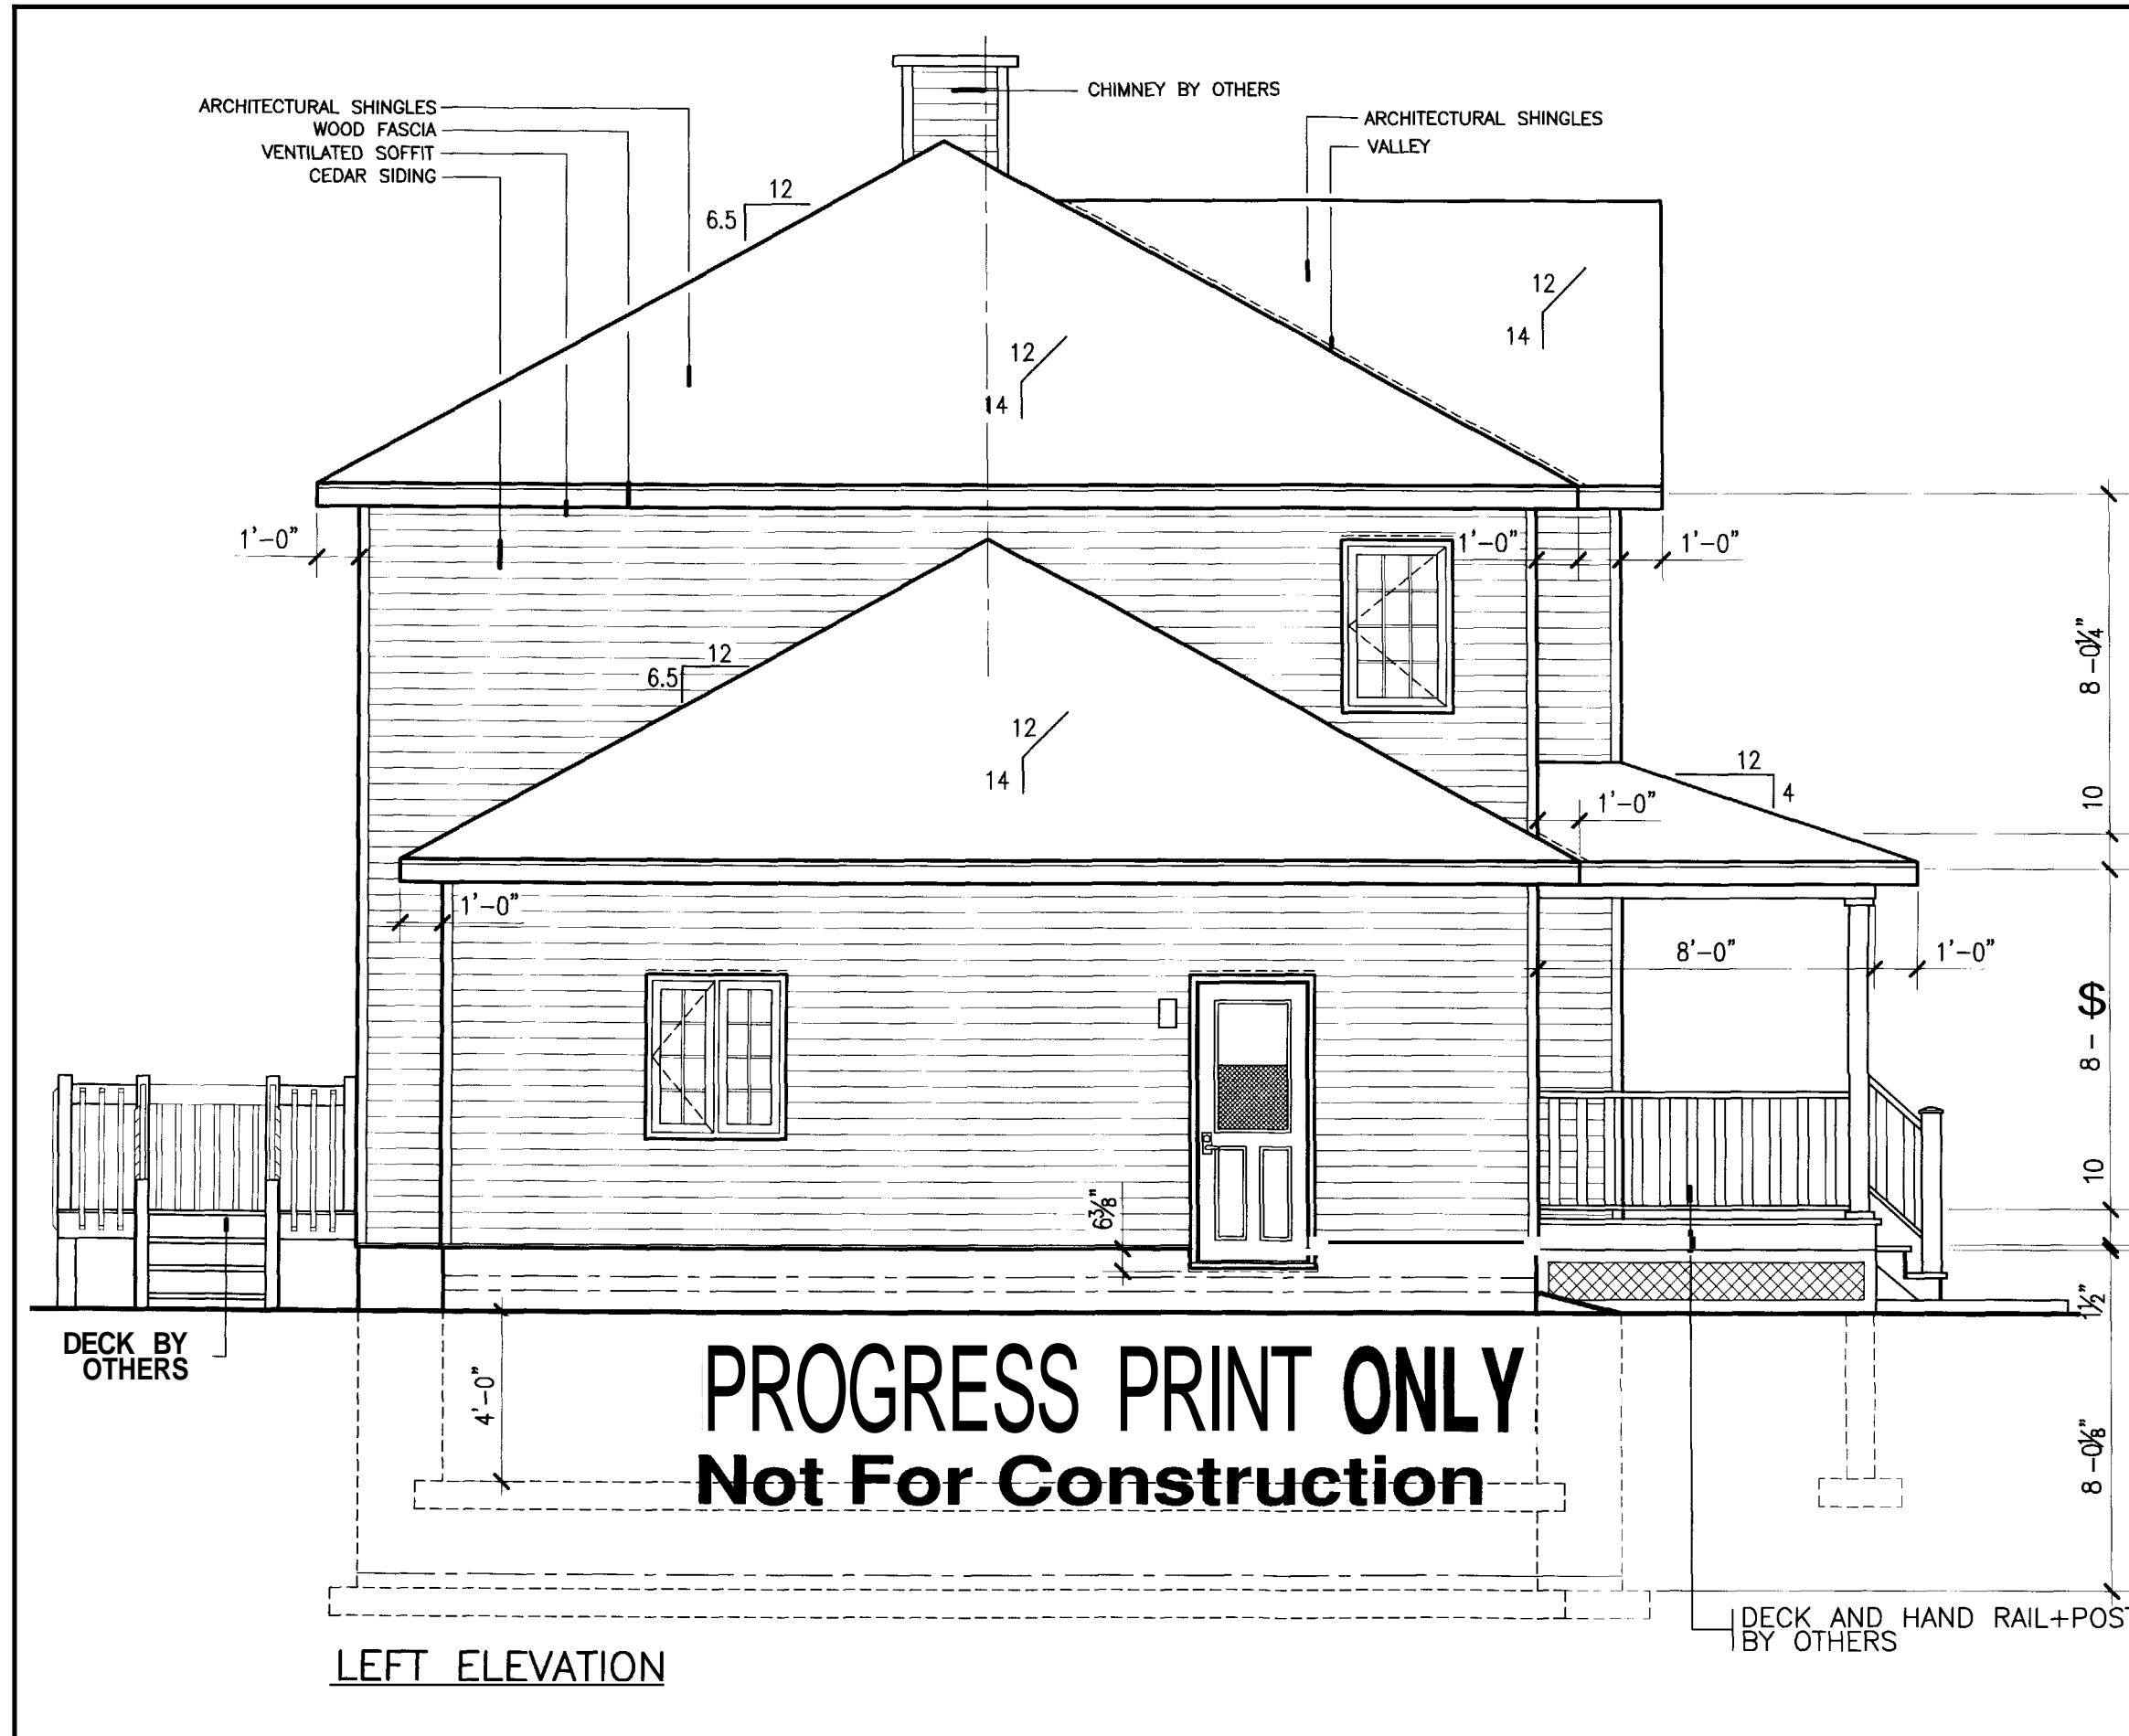 CHIMNEY BY OTHERS
ARCHITECTURAL SHINGLES
WOOD FASCIA
VENTILATED SOFFIT
CEDAR SIDING
ARCHITECTURAL SHINGLES
VALLEY
12
6.5
12
14
12
14
1'-0"
1'-0"
1'-0"
8-0¼"
12
6.5
12
14
12
4
1'-0"
10
1'-0"
8'-0"
1'-0"
8-
10
6⅜"
1½"
DECK BY
OTHERS
4'-0"
PROGRESS PRINT ONLY
Not For Construction
8-0⅛"
DECK AND HAND RAIL+POST
BY OTHERS
LEFT ELEVATION